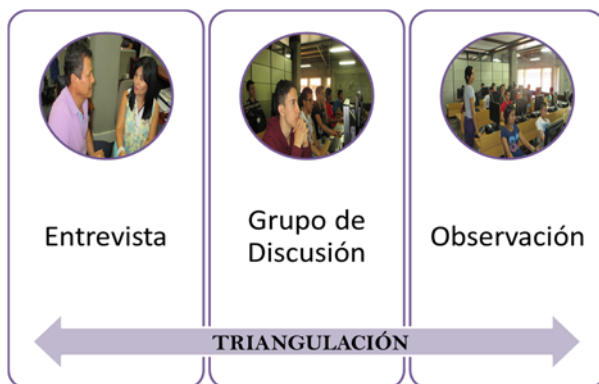 Entrevista
Grupo de
Discusión
Observación
TRIANGULACIÓN